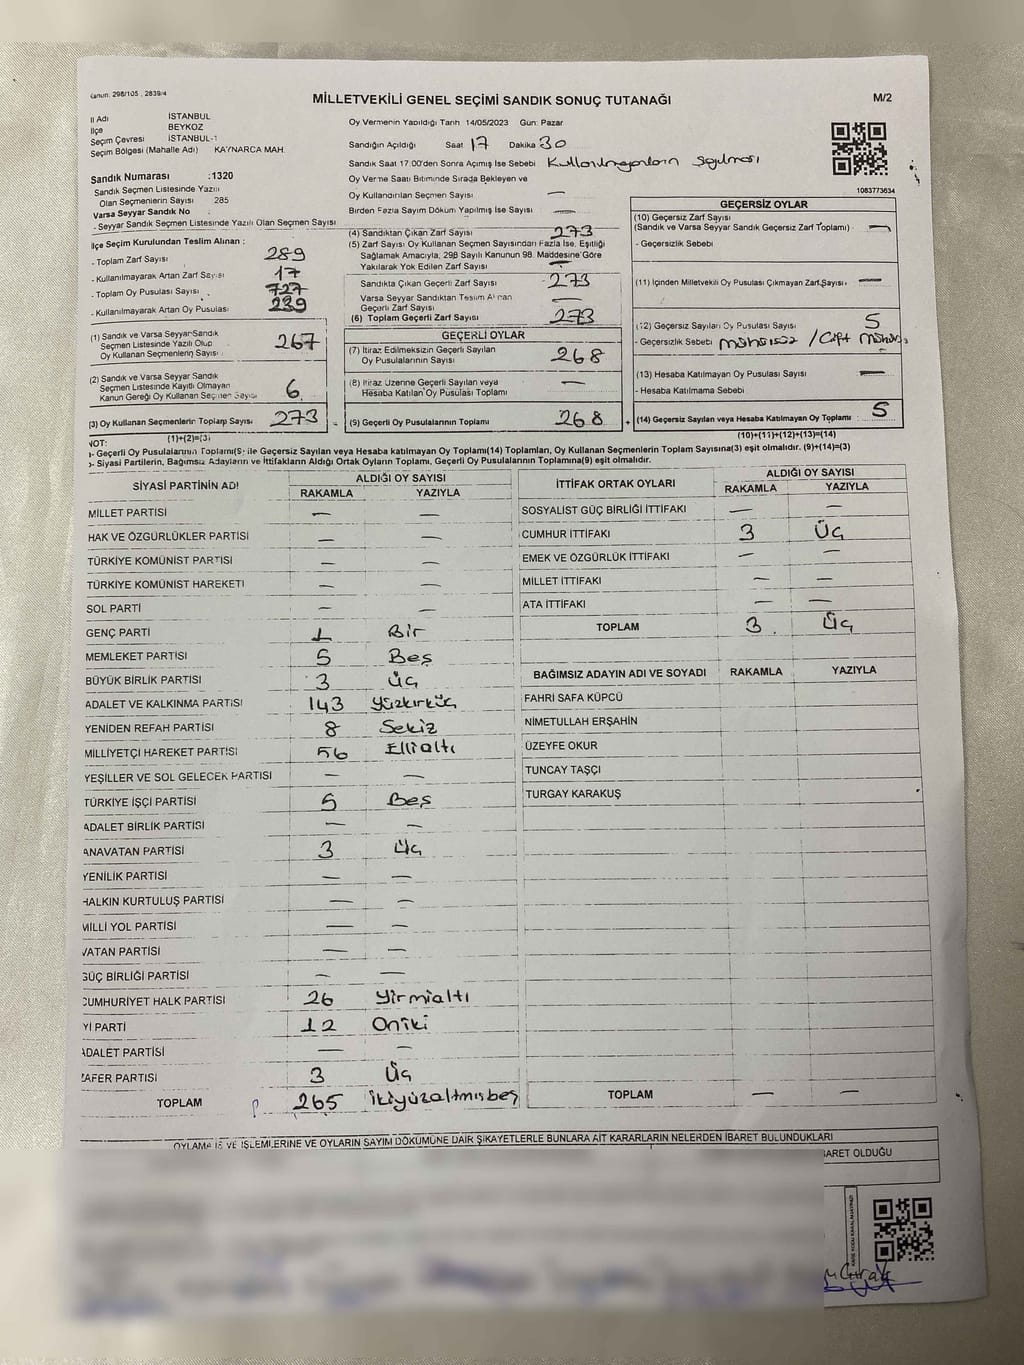 Kanun: 298/105 , 2839/4
MİLLETVEKİLİ GENEL SEÇİMİ SANDIK SONUÇ TUTANAĞI
M/2
İl Adı İSTANBUL
İlçe BEYKOZ
Seçim Çevresi İSTANBUL-1
Seçim Bölgesi (Mahalle Adı) KAYNARCA MAH.
Sandık Numarası :1320
Sandık Seçmen Listesinde Yazılı
Olan Seçmenlerin Sayısı 285
Varsa Seyyar Sandık No :
- Seyyar Sandık Seçmen Listesinde Yazılı Olan Seçmen Sayısı
İlçe Seçim Kurulundan Teslim Alınan :
- Toplam Zarf Sayısı 289
- Kullanılmayarak Artan Zarf Sayısı 17
- Toplam Oy Pusulası Sayısı 727
- Kullanılmayarak Artan Oy Pusulası
(1) Sandık ve Varsa Seyyar Sandık
Seçmen Listesinde Yazılı Olup
Oy Kullanan Seçmenlerin Sayısı 267
(2) Sandık ve Varsa Seyyar Sandık
Seçmen Listesinde Kayıtlı Olmayan
Kanun Gereği Oy Kullanan Seçmen Sayısı 6
(3) Oy Kullanan Seçmenlerin Toplam Sayısı 273
(1)+(2)=(3)
Oy Vermenin Yapıldığı Tarih 14/05/2023 Gün: Pazar
Sandığın Açıldığı Saat 17 Dakika 30
Sandık Saat 17:00'den Sonra Açımış İse Sebebi Kullanılmayanların Sayılması
Oy Verme Saati Bitiminde Sırada Bekleyen ve
Oy Kullandırılan Seçmen Sayısı —
Birden Fazla Sayım Dökum Yapılmış İse Sayısı —
(4) Sandıktan Çıkan Zarf Sayısı 273
(5) Zarf Sayısı Oy Kullanan Seçmen Sayısından Fazla İse, Eşitliği
Sağlamak Amacıyla, 298 Sayılı Kanunun 98. Maddesine Göre
Yakılarak Yok Edilen Zarf Sayısı —
Sandıkta Çıkan Geçerli Zarf Sayısı 273
Varsa Seyyar Sandıktan Teslim Alınan
Geçerli Zarf Sayısı —
(6) Toplam Geçerli Zarf Sayısı 273
GEÇERLİ OYLAR
(7) İtiraz Edilmeksizin Geçerli Sayılan
Oy Pusulalarının Sayısı 268
(8) İtiraz Üzerine Geçerli Sayılan veya
Hesaba Katılan Oy Pusulası Toplamı —
(9) Geçerli Oy Pusulalarının Toplamı 268
1083773634
GEÇERSİZ OYLAR
(10) Geçersiz Zarf Sayısı
(Sandık ve Varsa Seyyar Sandık Geçersiz Zarf Toplamı) —
- Geçersizlik Sebebi
(11) İçinden Milletvekili Oy Pusulası Çıkmayan Zarf Sayısı —
(12) Geçersiz Sayılan Oy Pusulası Sayısı 5
- Geçersizlik Sebebi mühürsüz / Çift mühür
(13) Hesaba Katılmayan Oy Pusulası Sayısı —
- Hesaba Katılmama Sebebi
(14) Geçersiz Sayılan veya Hesaba Katılmayan Oy Toplamı 5
(10)+(11)+(12)+(13)=(14)
NOT:
- Geçerli Oy Pusulalarının Toplamı(9) ile Geçersiz Sayılan veya Hesaba katılmayan Oy Toplamı(14) Toplamları, Oy Kullanan Seçmenlerin Toplam Sayısına(3) eşit olmalıdır. (9)+(14)=(3)
- Siyasi Partilerin, Bağımsız Adayların ve İttifakların Aldığı Ortak Oyların Toplamı, Geçerli Oy Pusulalarının Toplamına(9) eşit olmalıdır.
SİYASİ PARTİNİN ADI ALDIĞI OY SAYISI
RAKAMLA YAZIYLA
MİLLET PARTİSİ — —
HAK VE ÖZGÜRLÜKLER PARTİSİ — —
TÜRKİYE KOMÜNİST PARTİSİ — —
TÜRKİYE KOMÜNİST HAREKETİ — —
SOL PARTİ — —
GENÇ PARTİ 1 Bir
MEMLEKET PARTİSİ 5 Beş
BÜYÜK BİRLİK PARTİSİ 3 Üç
ADALET VE KALKINMA PARTİSİ 143 Yüzkırküç
YENİDEN REFAH PARTİSİ 8 Sekiz
MİLLİYETÇİ HAREKET PARTİSİ 56 Ellialtı
YEŞİLLER VE SOL GELECEK PARTİSİ — —
TÜRKİYE İŞÇİ PARTİSİ 5 Beş
ADALET BİRLİK PARTİSİ — —
ANAVATAN PARTİSİ 3 Üç
YENİLİK PARTİSİ — —
HALKIN KURTULUŞ PARTİSİ — —
MİLLİ YOL PARTİSİ — —
VATAN PARTİSİ — —
GÜÇ BİRLİĞİ PARTİSİ — —
CUMHURİYET HALK PARTİSİ 26 Yirmialtı
İYİ PARTİ 12 Oniki
ADALET PARTİSİ — —
ZAFER PARTİSİ 3 Üç
TOPLAM 265 ikiyüzaltmışbeş
İTTİFAK ORTAK OYLARI ALDIĞI OY SAYISI
RAKAMLA YAZIYLA
SOSYALİST GÜÇ BİRLİĞİ İTTİFAKI — —
CUMHUR İTTİFAKI 3 Üç
EMEK VE ÖZGÜRLÜK İTTİFAKI — —
MİLLET İTTİFAKI — —
ATA İTTİFAKI — —
TOPLAM 3 Üç
BAĞIMSIZ ADAYIN ADI VE SOYADI RAKAMLA YAZIYLA
FAHRİ SAFA KÜPCÜ
NİMETULLAH ERŞAHİN
ÜZEYFE OKUR
TUNCAY TAŞÇI
TURGAY KARAKUŞ
TOPLAM — —
OYLAMA İŞ VE İŞLEMLERİNE VE OYLARIN SAYIM DÖKÜMÜNE DAİR ŞİKAYETLERLE BUNLARA AİT KARARLARIN NELERDEN İBARET BULUNDUKLARI
BARET OLDUĞU